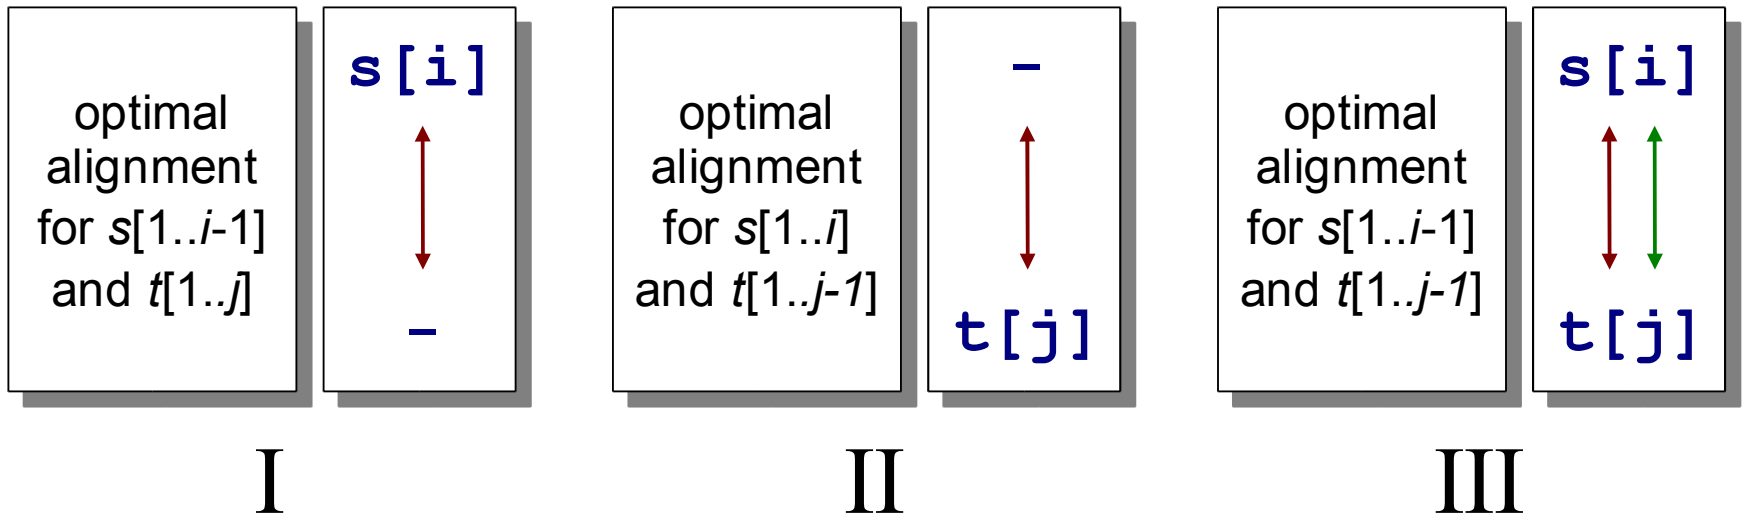 optimal
alignment
for s[1..i-1]
and t[1..j]
s[i]
-
I
optimal
alignment
for s[1..i]
and t[1..j-1]
-
t[j]
II
optimal
alignment
for s[1..i-1]
and t[1..j-1]
s[i]
t[j]
III